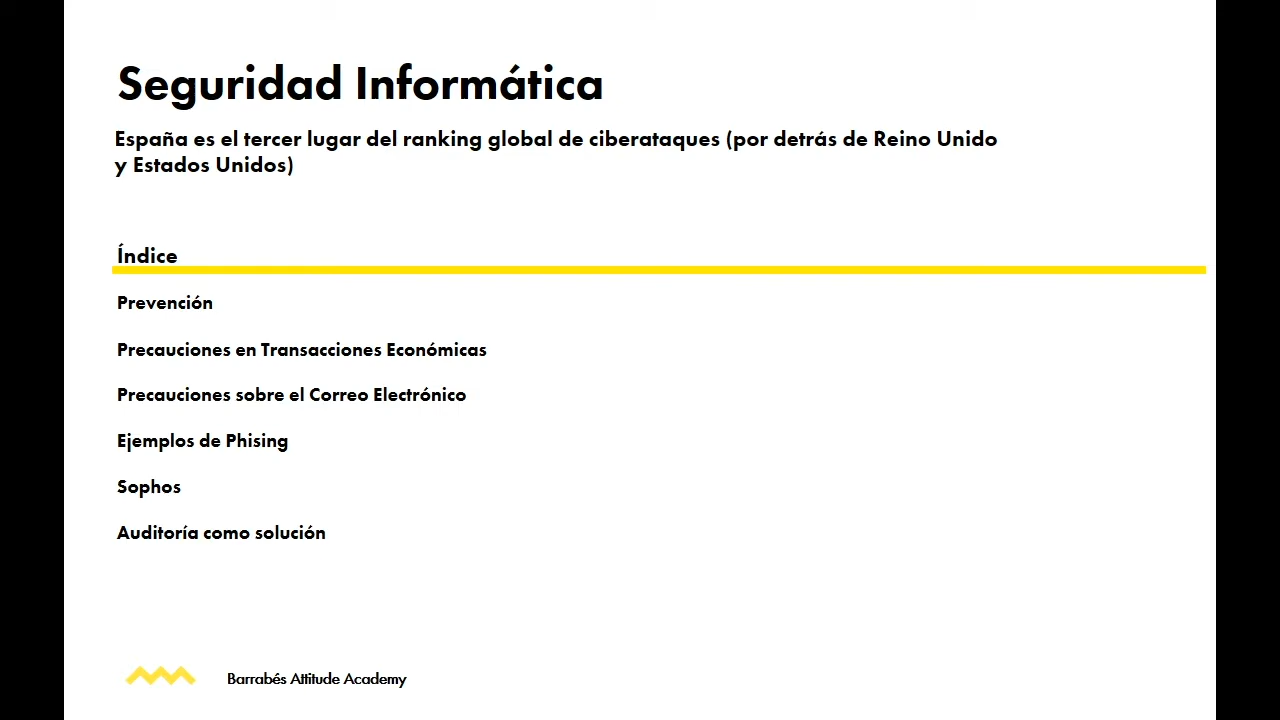 Seguridad Informática
España es el tercer lugar del ranking global de ciberataques (por detrás de Reino Unido
y Estados Unidos)
Índice
Prevención
Precauciones en Transacciones Económicas
Precauciones sobre el Correo Electrónico
Ejemplos de Phising
Sophos
Auditoría como solución
Barrabés Attitude Academy